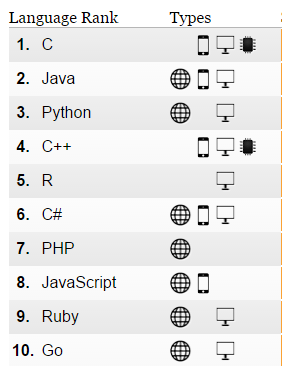 Language Rank Types
1. C
2. Java
3. Python
4. C++
5. R
6. C#
7. PHP
8. JavaScript
9. Ruby
10. Go